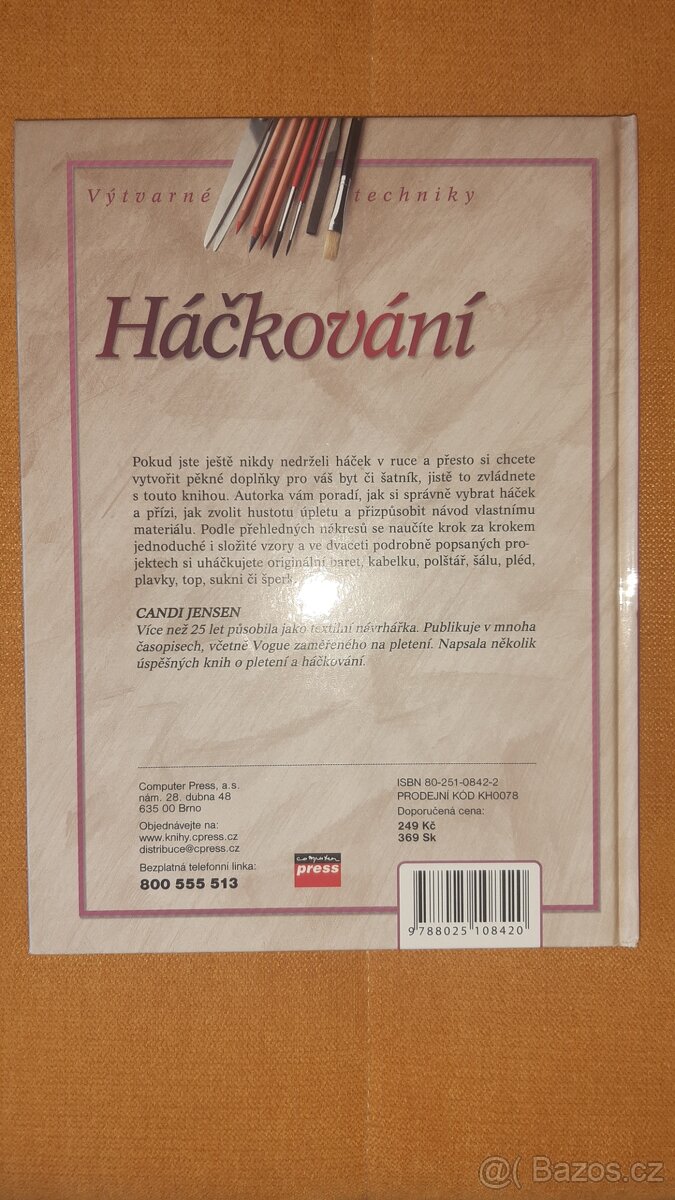 Výtvarné techniky
Háčkování
Pokud jste ještě nikdy nedrželi háček v ruce a přesto si chcete
vytvořit pěkné doplňky pro váš byt či šatník, jistě to zvládnete
s touto knihou. Autorka vám poradí, jak si správně vybrat háček
a přízi, jak zvolit hustotu úpletu a přizpůsobit návod vlastnímu
materiálu. Podle přehledných nákresů se naučíte krok za krokem
jednoduché i složité vzory a ve dvaceti podrobně popsaných pro-
jektech si uháčkujete originální baret, kabelku, polštář, šálu, pléd,
plavky, top, sukni či šperk
CANDI JENSEN
Více než 25 let působila jako textilní návrhářka. Publikuje v mnoha
časopisech, včetně Vogue zaměřeného na pletení. Napsala několik
úspěšných knih o pletení a háčkování.
Computer Press, a.s.
nám. 28. dubna 48
635 00 Brno
Objednávejte na:
www.knihy.cpress.cz
distribuce@cpress.cz
Bezplatná telefonní linka:
800 555 513
computer
press
ISBN 80-251-0842-2
PRODEJNÍ KÓD KH0078
Doporučená cena:
249 Kč
369 Sk
9 788025 108420
@( Bazos.cz